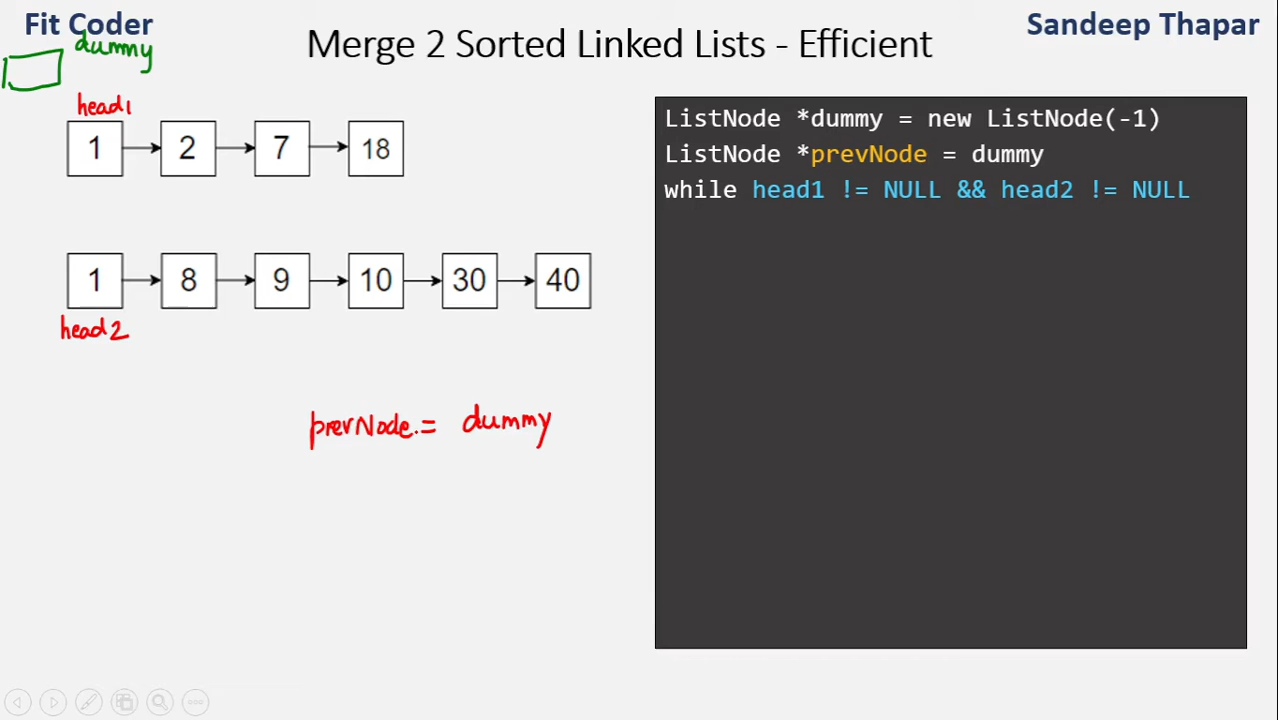 Fit Coder
Sandeep Thapar
Merge 2 Sorted Linked Lists - Efficient
dummy
head1
1 2 7 18
1 8 9 10 30 40
head2
prevNode = dummy
ListNode *dummy = new ListNode(-1)
ListNode *prevNode = dummy
while head1 != NULL && head2 != NULL